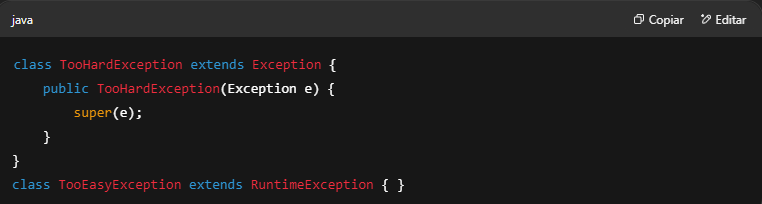 java Copiar Editar
class TooHardException extends Exception {
    public TooHardException(Exception e) {
        super(e);
    }
}
class TooEasyException extends RuntimeException { }